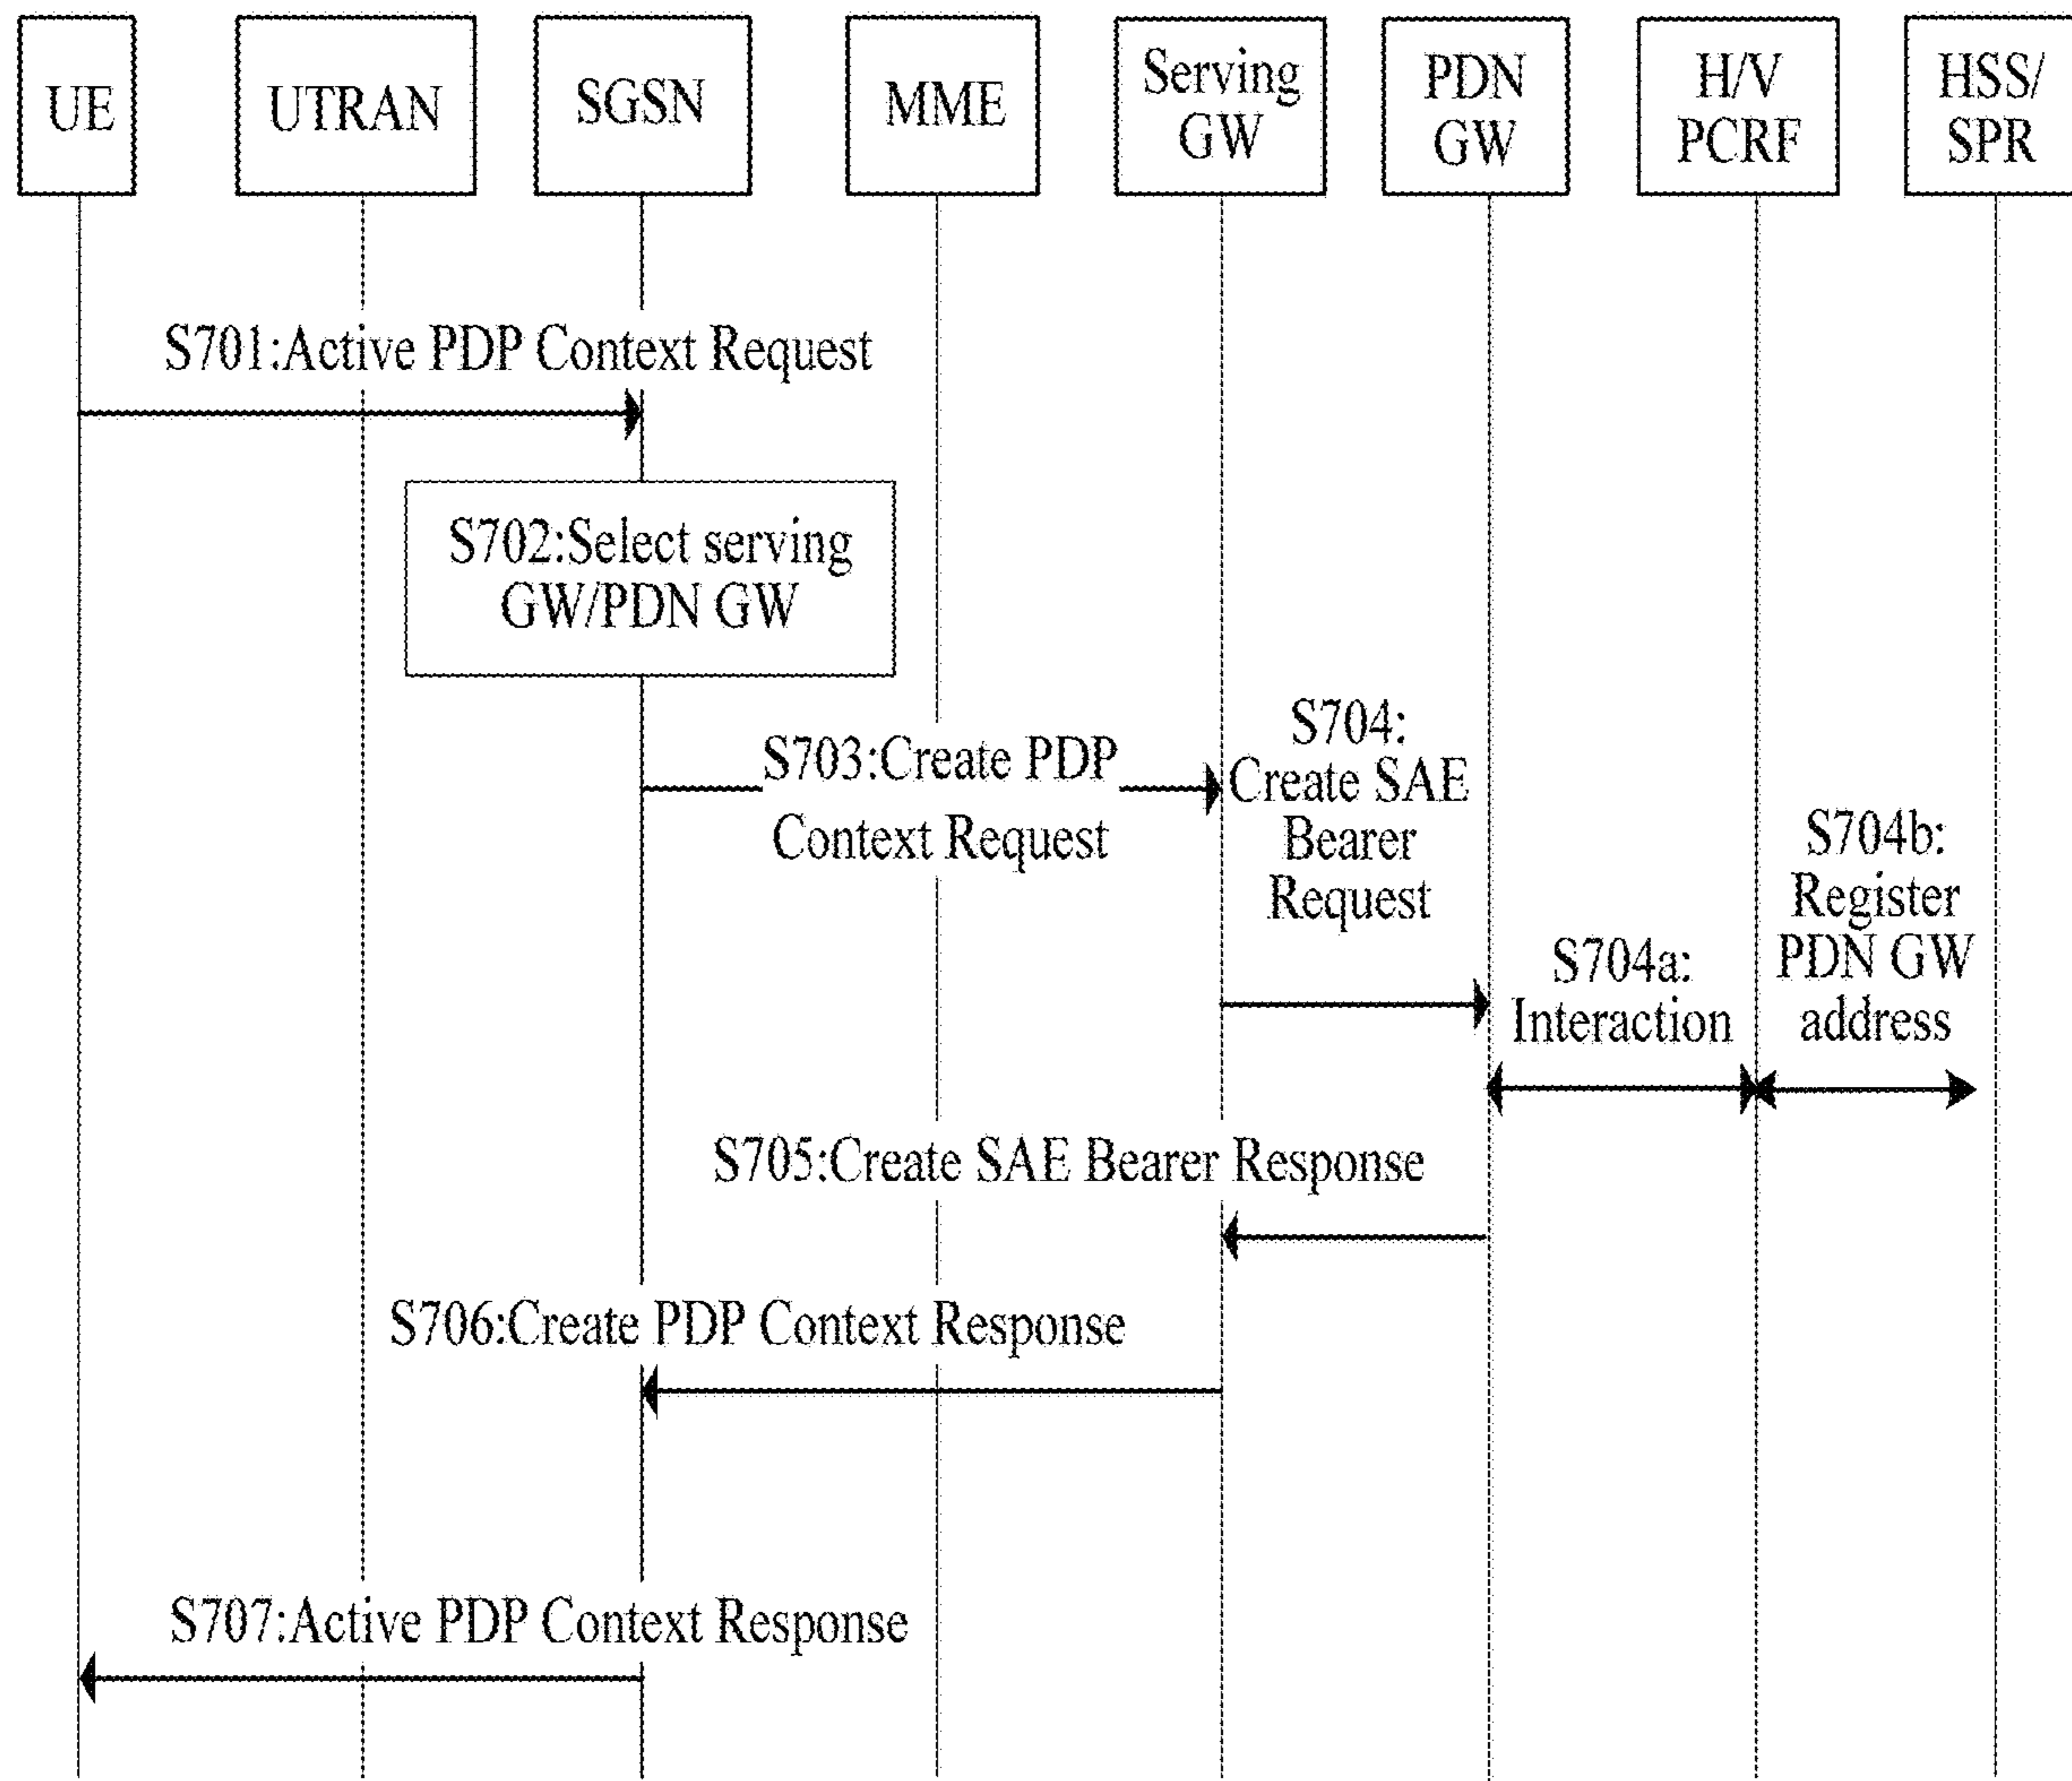 UE
UTRAN
SGSN
MME
Serving
GW
PDN
GW
H/V
PCRF
HSS/
SPR
S701:Active PDP Context Request
S702:Select serving
GW/PDN GW
S703:Create PDP
Context Request
S704:
Create SAE
Bearer
Request
S704a:
Interaction
S704b:
Register
PDN GW
address
S705:Create SAE Bearer Response
S706:Create PDP Context Response
S707:Active PDP Context Response